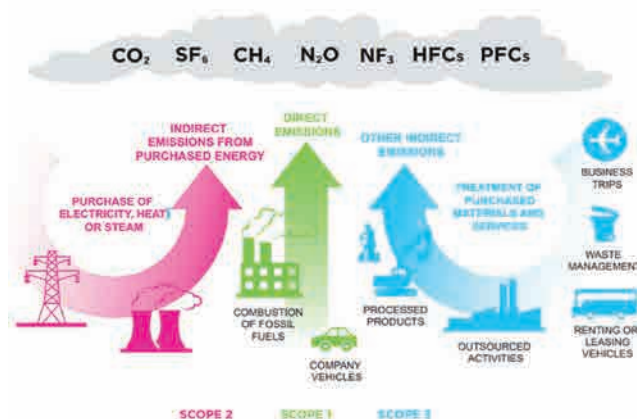 CO₂ SF₆ CH₄ N₂O NF₃ HFCs PFCs
INDIRECT
EMISSIONS FROM
PURCHASED ENERGY
DIRECT
EMISSIONS
OTHER INDIRECT
EMISSIONS
PURCHASE OF
ELECTRICITY, HEAT
OR STEAM
TREATMENT OF
PURCHASED
MATERIALS AND
SERVICES
BUSINESS
TRIPS
WASTE
MANAGEMENT
COMBUSTION
OF FOSSIL
FUELS
PROCESSED
PRODUCTS
COMPANY
VEHICLES
OUTSOURCED
ACTIVITIES
RENTING OR
LEASING
VEHICLES
SCOPE 2 SCOPE 1 SCOPE 3